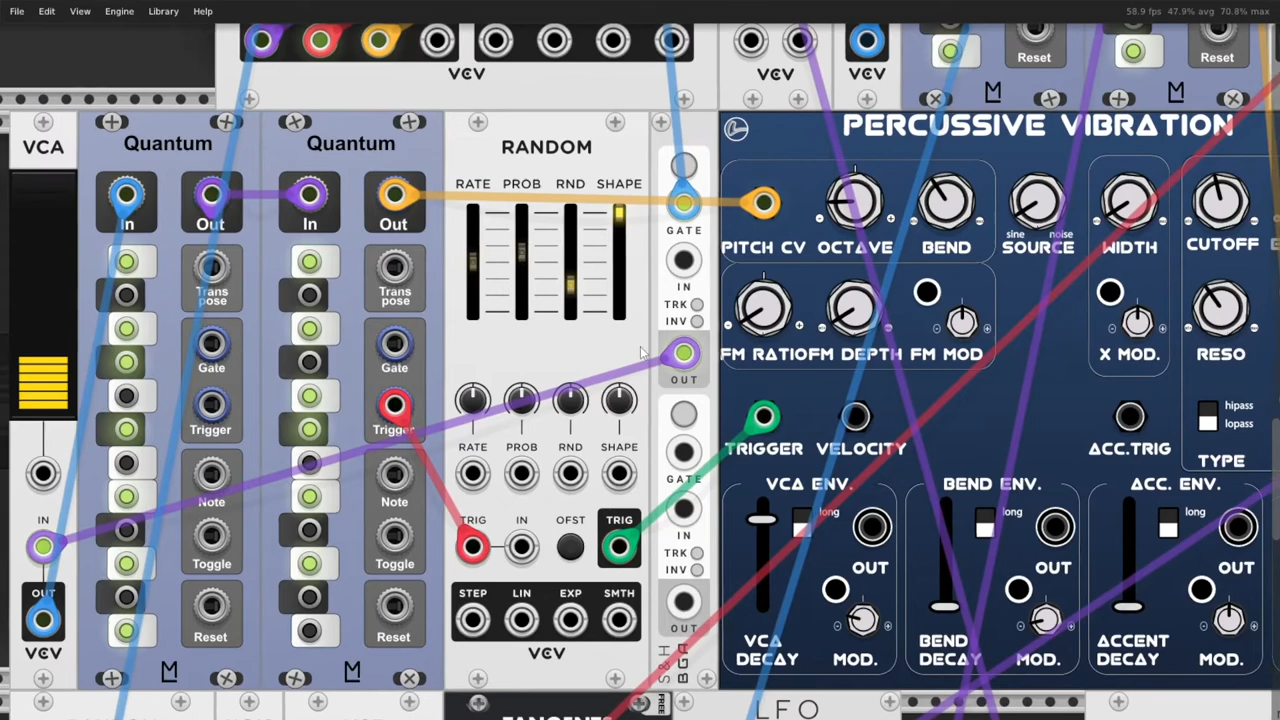 File Edit View Engine Library Help
58.9 fps 47.9% avg 70.8% max
VCV
VCV
VCV
Reset
Reset
VCA
IN
OUT
VCV
Quantum
In
Out
Trans
pose
Gate
Trigger
Note
Toggle
Reset
Quantum
In
Out
Trans
pose
Gate
Trigger
Note
Toggle
Reset
RANDOM
RATE PROB RND SHAPE
RATE PROB RND SHAPE
TRIG IN OFST TRIG
STEP LIN EXP SMTH
VCV
GATE
IN
TRK
INV
OUT
GATE
IN
TRK
INV
OUT
S&H
PERCUSSIVE VIBRATION
PITCH CV OCTAVE BEND SOURCE WIDTH CUTOFF
sine noise
FM RATIO FM DEPTH FM MOD X MOD. RESO
hipass
lopass
TYPE
TRIGGER VELOCITY ACC.TRIG
VCA ENV.
long
OUT
VCA
DECAY
MOD.
BEND ENV.
long
OUT
BEND
DECAY
MOD.
ACC. ENV.
long
OUT
ACCENT
DECAY
MOD.
FREE
LFO